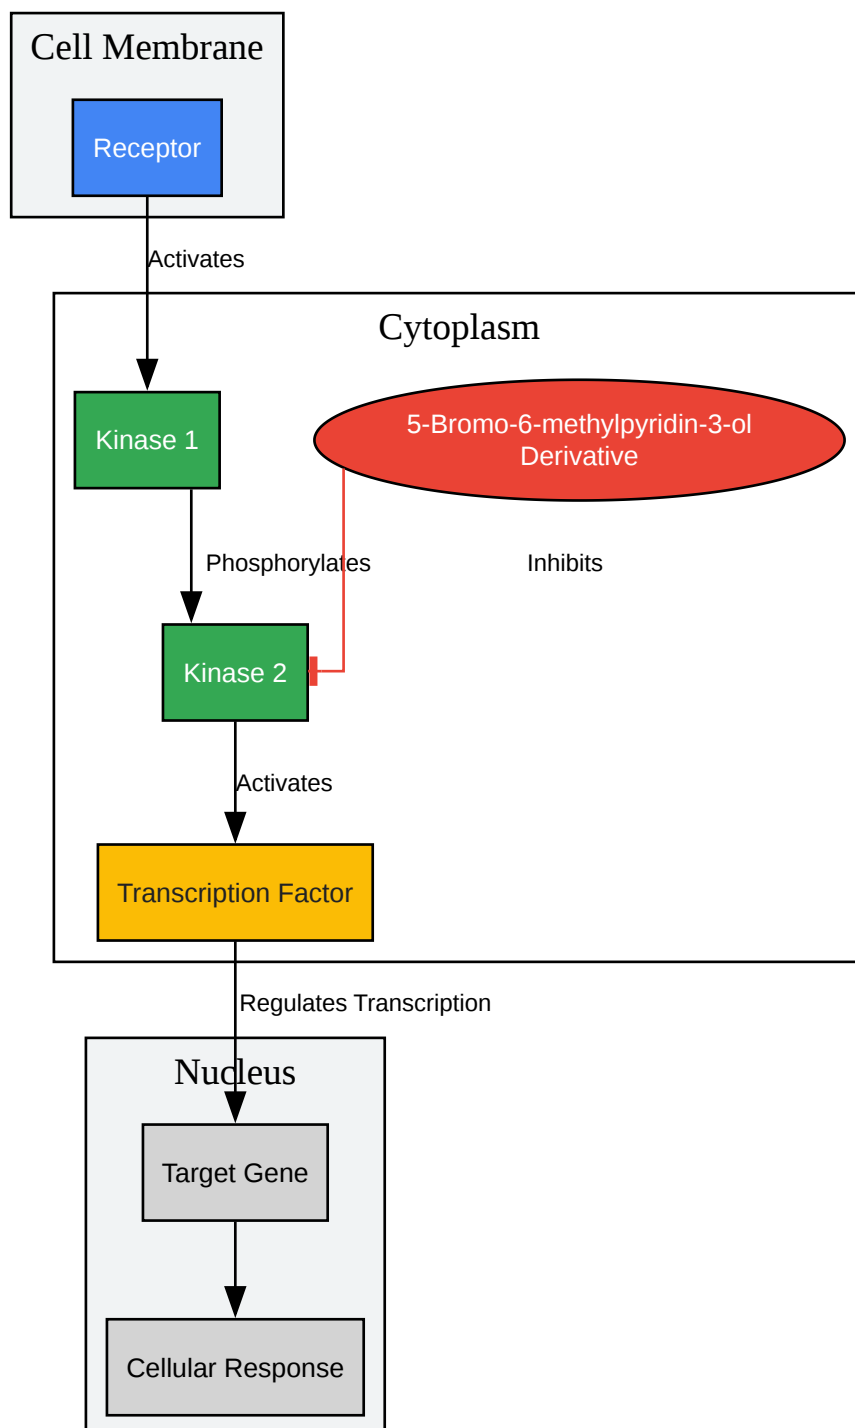 Cell Membrane
Receptor
Activates
Cytoplasm
Kinase 1
5-Bromo-6-methylpyridin-3-ol
Derivative
Phosphorylates
Inhibits
Kinase 2
Activates
Transcription Factor
Regulates Transcription
Nucleus
Target Gene
Cellular Response